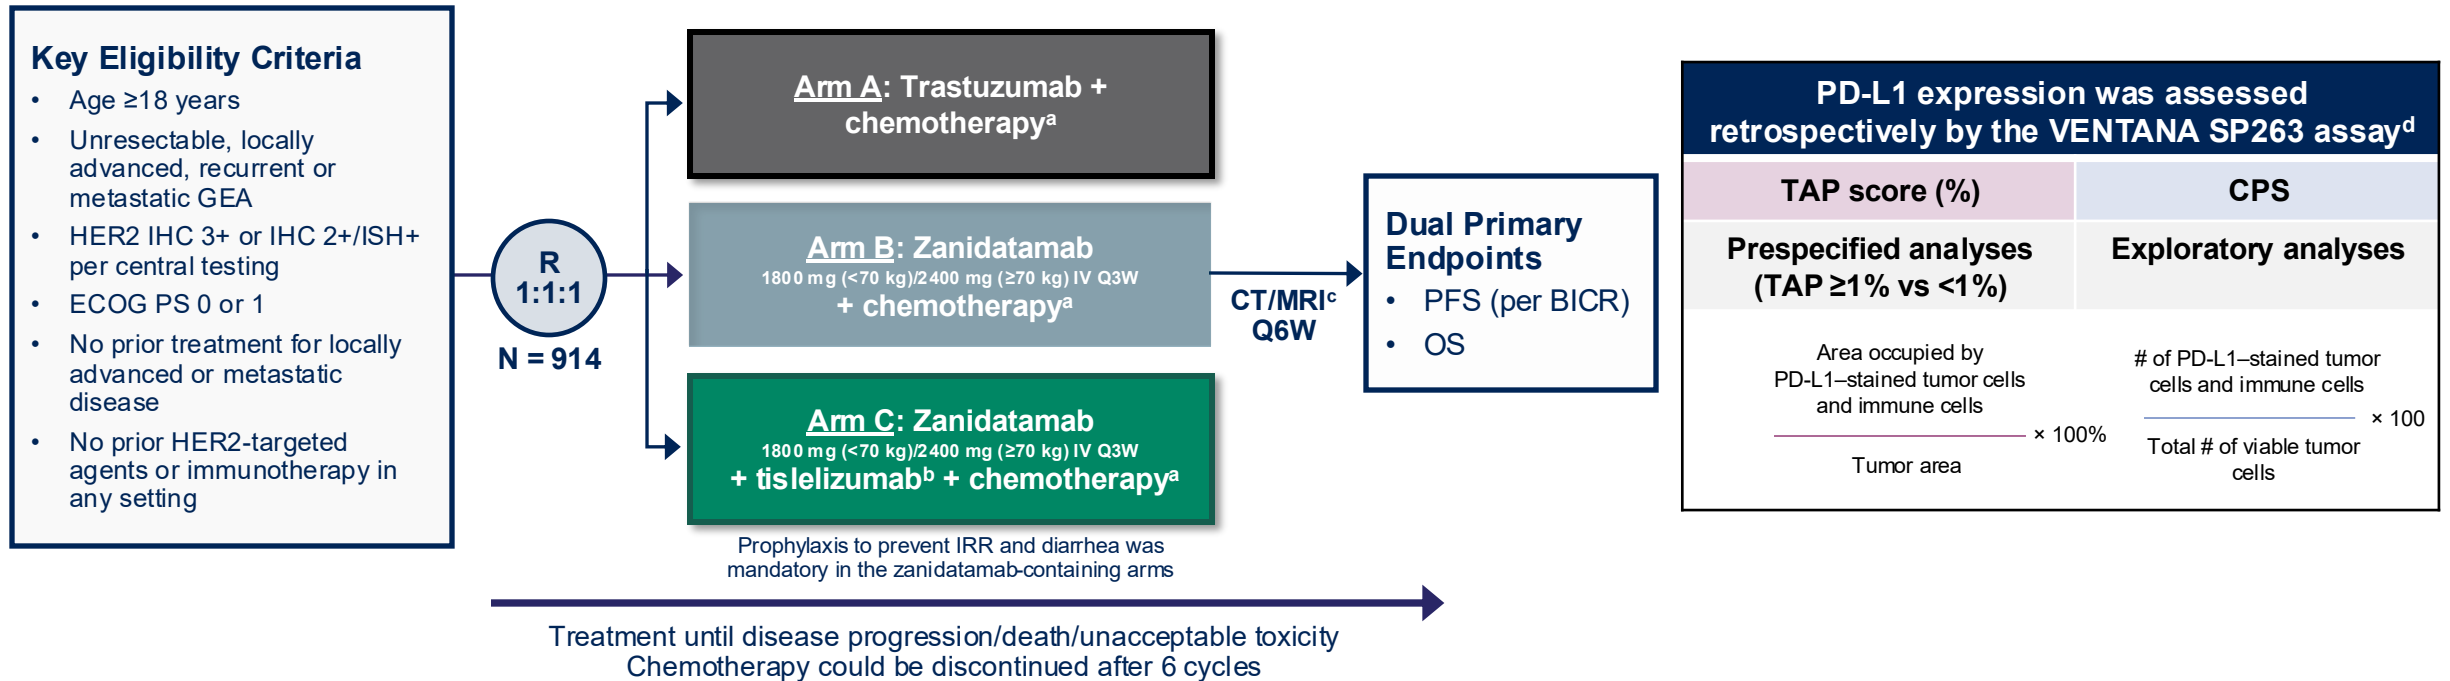 Key Eligibility Criteria
• Age ≥18 years
• Unresectable, locally
advanced, recurrent or
metastatic GEA
• HER2 IHC 3+ or IHC 2+/ISH+
per central testing
• ECOG PS 0 or 1
• No prior treatment for locally
advanced or metastatic
disease
• No prior HER2-targeted
agents or immunotherapy in
any setting
R
1:1:1
N = 914
Arm A: Trastuzumab +
chemotherapyᵃ
Arm B: Zanidatamab
1800 mg (<70 kg)/2400 mg (≥70 kg) IV Q3W
+ chemotherapyᵃ
Arm C: Zanidatamab
1800 mg (<70 kg)/2400 mg (≥70 kg) IV Q3W
+ tislelizumabᵇ + chemotherapyᵃ
Prophylaxis to prevent IRR and diarrhea was
mandatory in the zanidatamab-containing arms
Treatment until disease progression/death/unacceptable toxicity
Chemotherapy could be discontinued after 6 cycles
CT/MRIᶜ
Q6W
Dual Primary
Endpoints
• PFS (per BICR)
• OS
PD-L1 expression was assessed
retrospectively by the VENTANA SP263 assayᵈ
TAP score (%)
Prespecified analyses
(TAP ≥1% vs <1%)
Area occupied by
PD-L1–stained tumor cells
and immune cells
× 100%
Tumor area
CPS
Exploratory analyses
# of PD-L1–stained tumor
cells and immune cells
× 100
Total # of viable tumor
cells